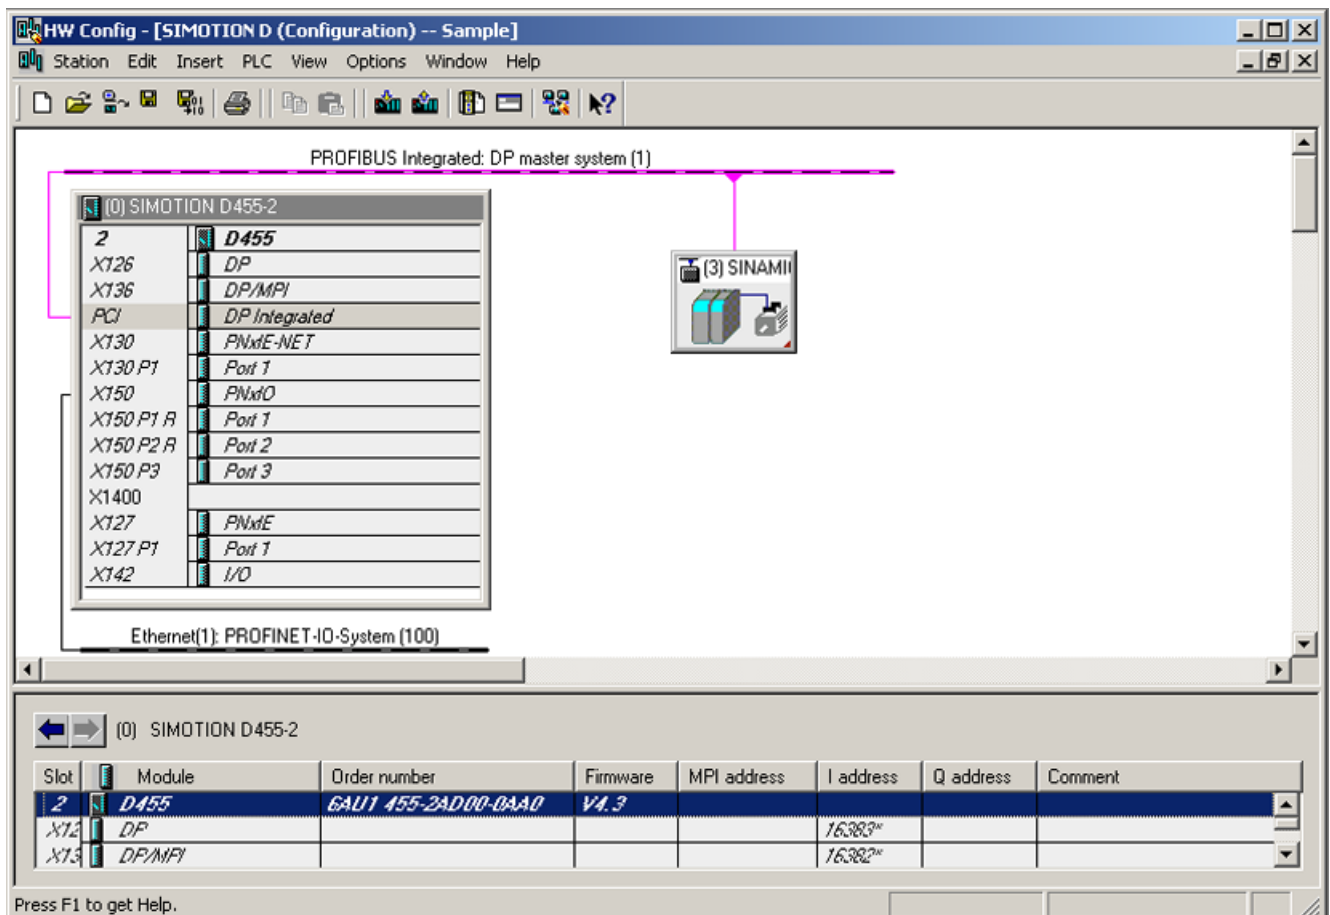 HW Config - [SIMOTION D (Configuration) -- Sample]
Station Edit Insert PLC View Options Window Help
PROFIBUS Integrated: DP master system (1)
(0) SIMOTION D455-2
2 D455
X126 DP
X136 DP/MPI
PCI DP Integrated
X130 PNxIE-NET
X130 P1 Port 1
X150 PNxIO
X150 P1 R Port 1
X150 P2 R Port 2
X150 P3 Port 3
X1400
X127 PNxIE
X127 P1 Port 1
X142 I/O
(3) SINAMI
Ethernet(1): PROFINET-IO-System (100)
(0) SIMOTION D455-2
Slot Module Order number Firmware MPI address I address Q address Comment
2 D455 6AU1 455-2AD00-0AA0 V4.3
X12 DP 16383*
X13 DP/MPI 16382*
Press F1 to get Help.